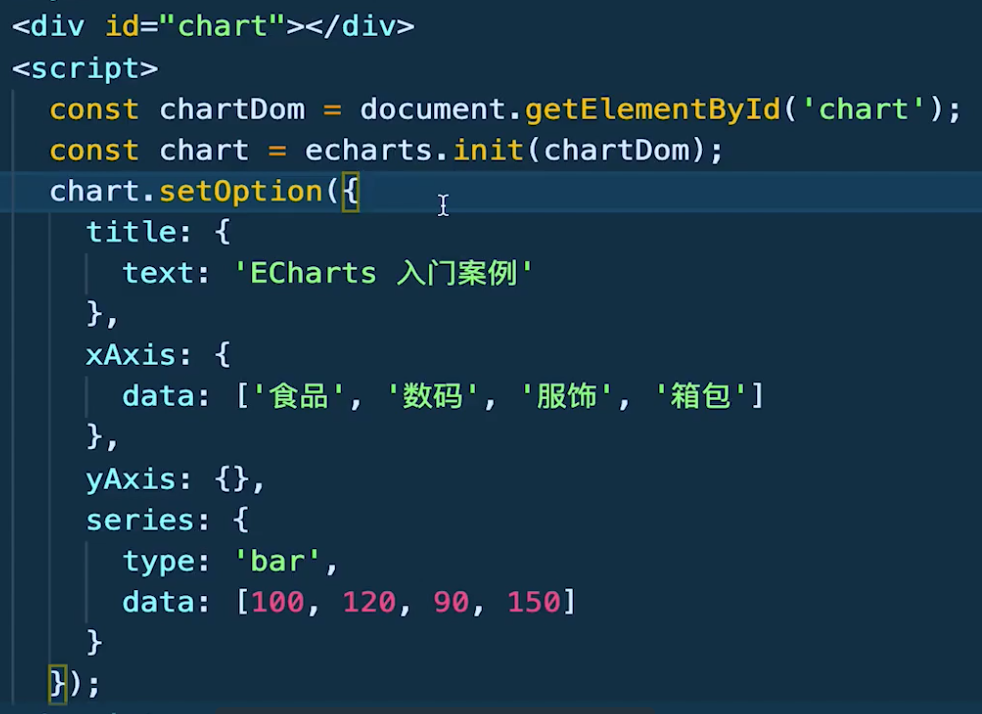 <div id="chart"></div>
<script>
const chartDom = document.getElementById('chart');
const chart = echarts.init(chartDom);
chart.setOption({
title: {
text: 'ECharts 入门案例'
},
xAxis: {
data: ['食品', '数码', '服饰', '箱包']
},
yAxis: {},
series: {
type: 'bar',
data: [100, 120, 90, 150]
}
});